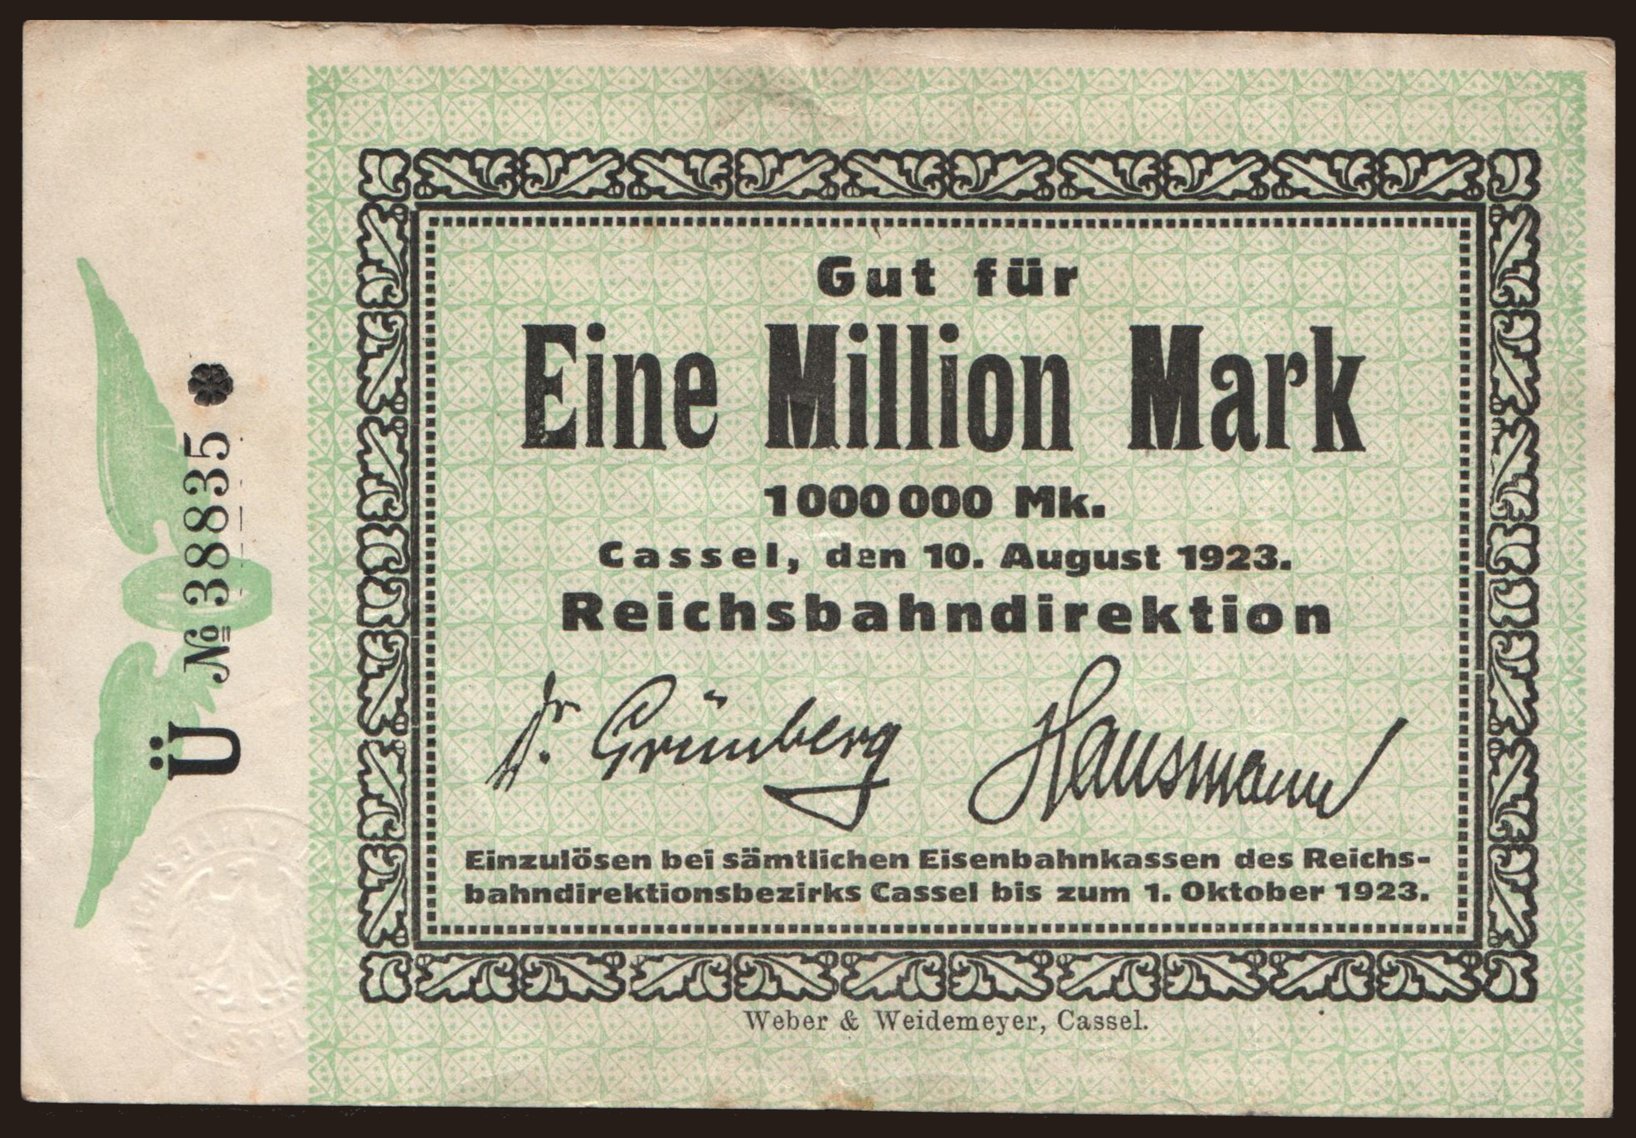 Gut für
Eine Million Mark
1000000 Mk.
Cassel, den 10. August 1923.
Reichsbahndirektion
Dr. Grünberg Hausmann
Einzulösen bei sämtlichen Eisenbahnkassen des Reichs-
bahndirektionsbezirks Cassel bis zum 1. Oktober 1923.
Weber & Weidemeyer, Cassel.
Ü № 38835